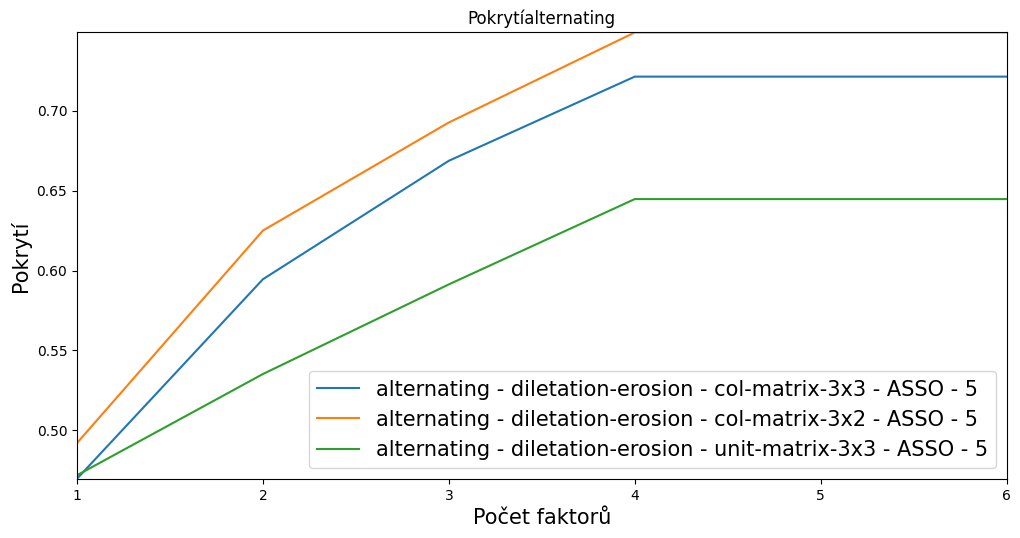 Pokrytíalternating
Pokrytí
0.70
0.65
0.60
0.55
0.50
alternating - diletation-erosion - col-matrix-3x3 - ASSO - 5
alternating - diletation-erosion - col-matrix-3x2 - ASSO - 5
alternating - diletation-erosion - unit-matrix-3x3 - ASSO - 5
1 2 3 4 5 6
Počet faktorů